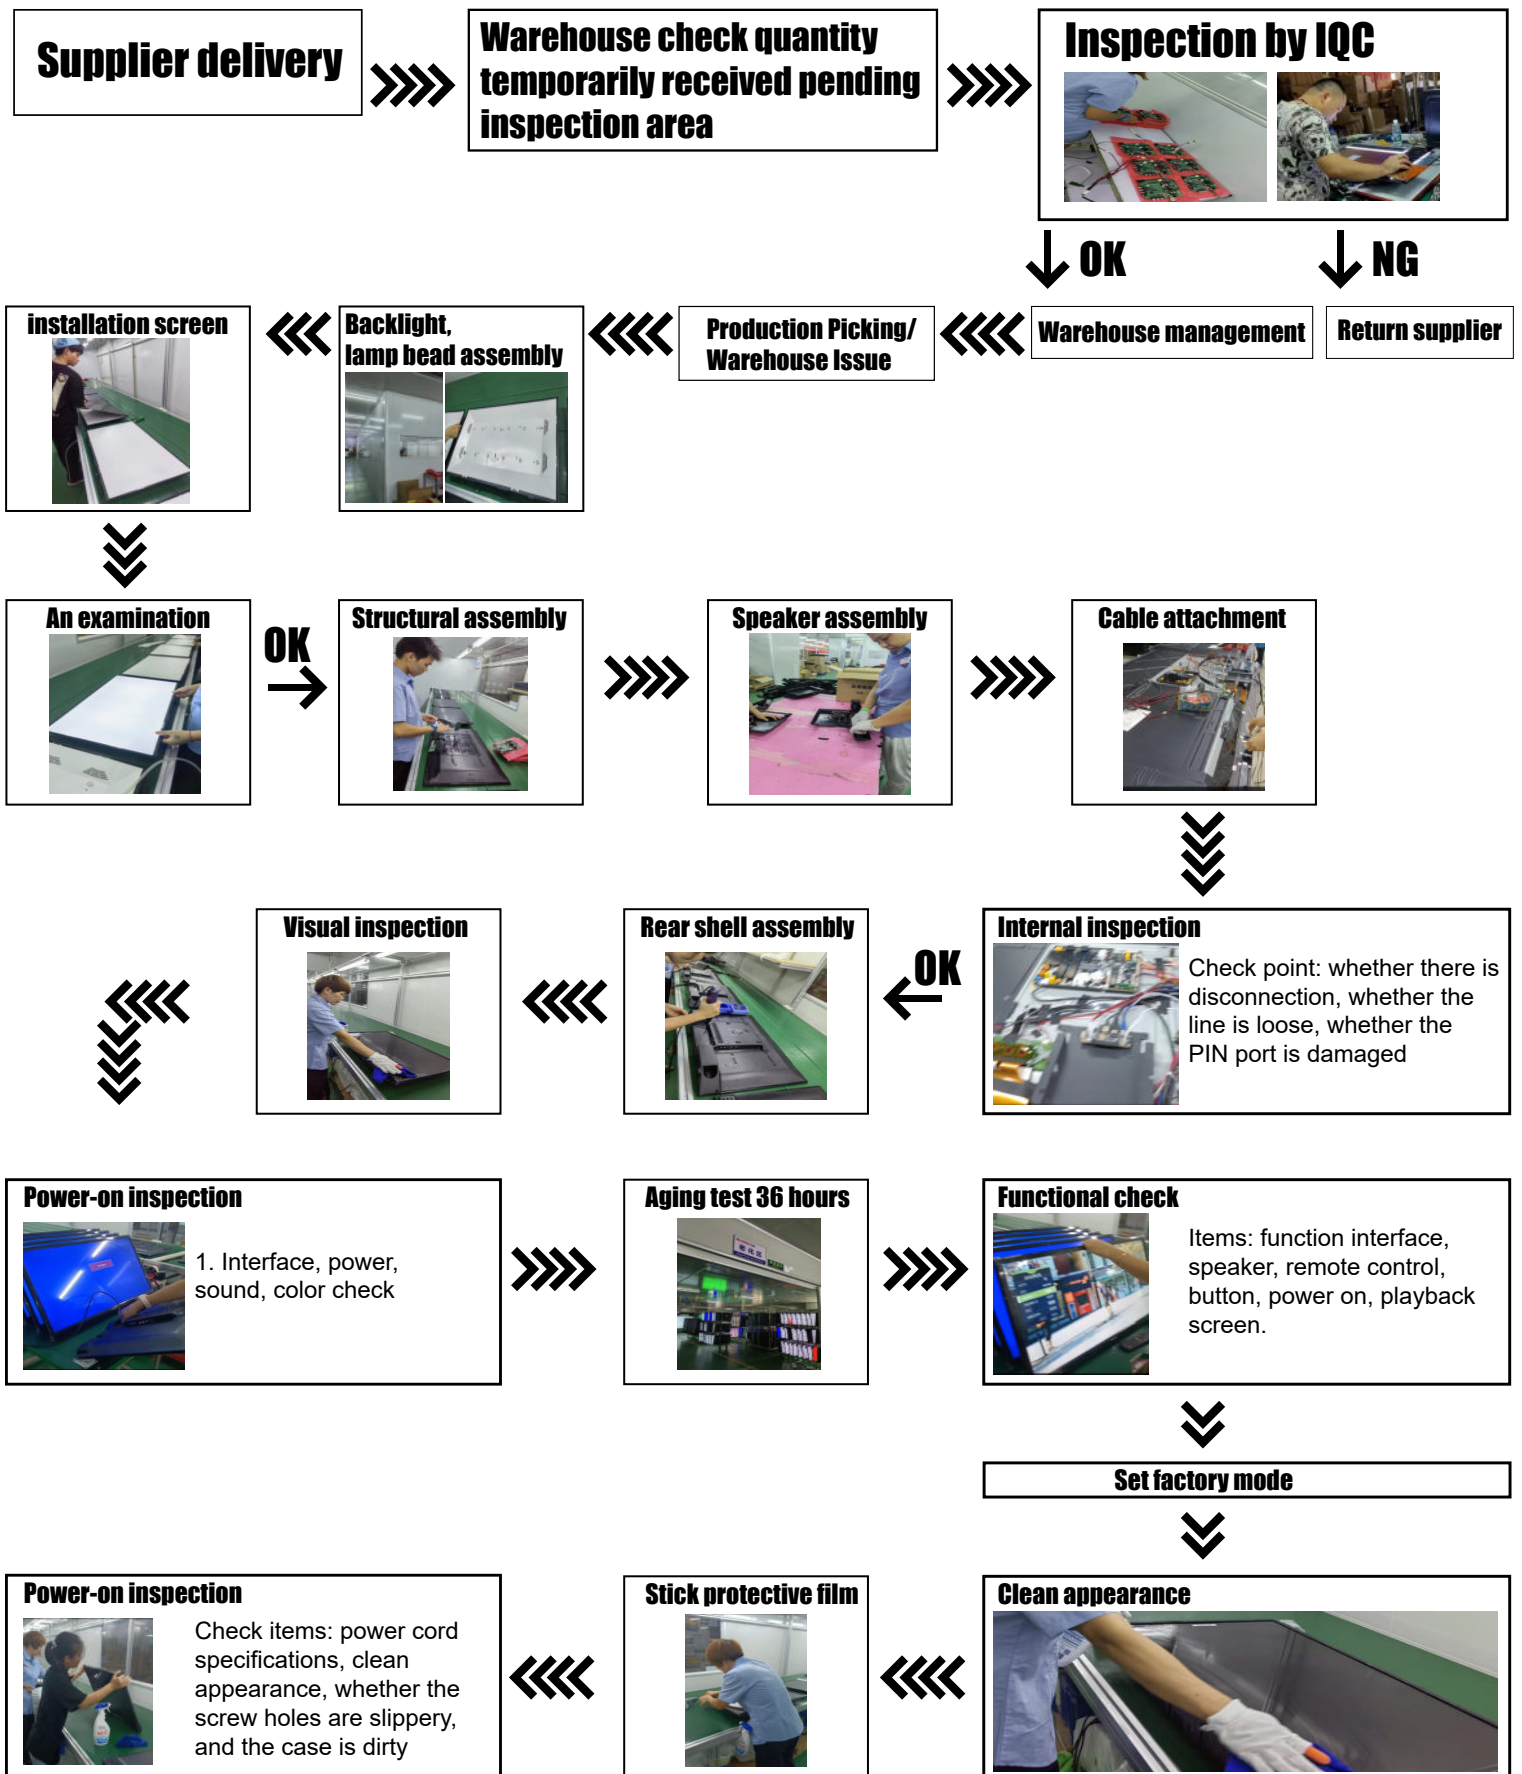 Supplier delivery
Warehouse check quantity
temporarily received pending
inspection area
Inspection by IQC
OK
NG
installation screen
Backlight,
lamp bead assembly
Production Picking/
Warehouse Issue
Warehouse management
Return supplier
An examination
OK
Structural assembly
Speaker assembly
Cable attachment
Visual inspection
Rear shell assembly
OK
Internal inspection
Check point: whether there is
disconnection, whether the
line is loose, whether the
PIN port is damaged
Power-on inspection
1. Interface, power,
sound, color check
Aging test 36 hours
Functional check
Items: function interface,
speaker, remote control,
button, power on, playback
screen.
Set factory mode
Power-on inspection
Check items: power cord
specifications, clean
appearance, whether the
screw holes are slippery,
and the case is dirty
Stick protective film
Clean appearance